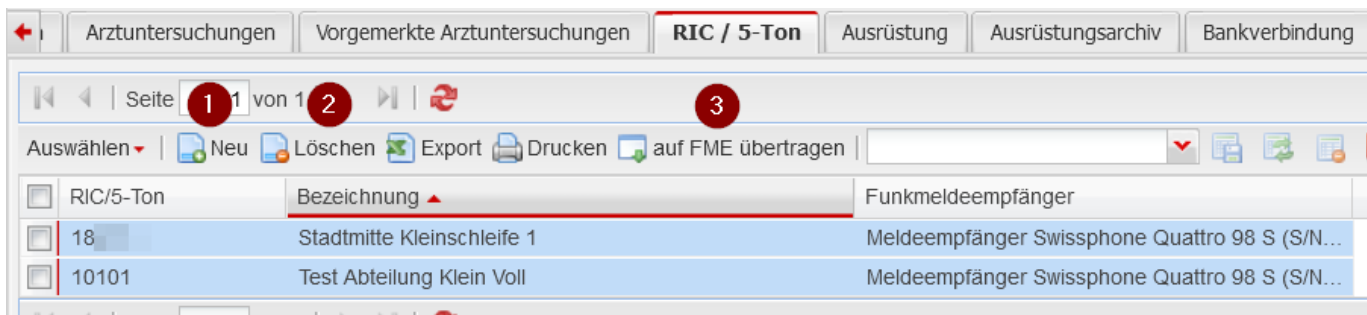 Arztuntersuchungen Vorgemerkte Arztuntersuchungen RIC / 5-Ton Ausrüstung Ausrüstungsarchiv Bankverbindung
Seite 1 1 von 1 2 3
Auswählen Neu Löschen Export Drucken auf FME übertragen
RIC/5-Ton Bezeichnung Funkmeldeempfänger
18 Stadtmitte Kleinschleife 1 Meldeempfänger Swissphone Quattro 98 S (S/N...
10101 Test Abteilung Klein Voll Meldeempfänger Swissphone Quattro 98 S (S/N...